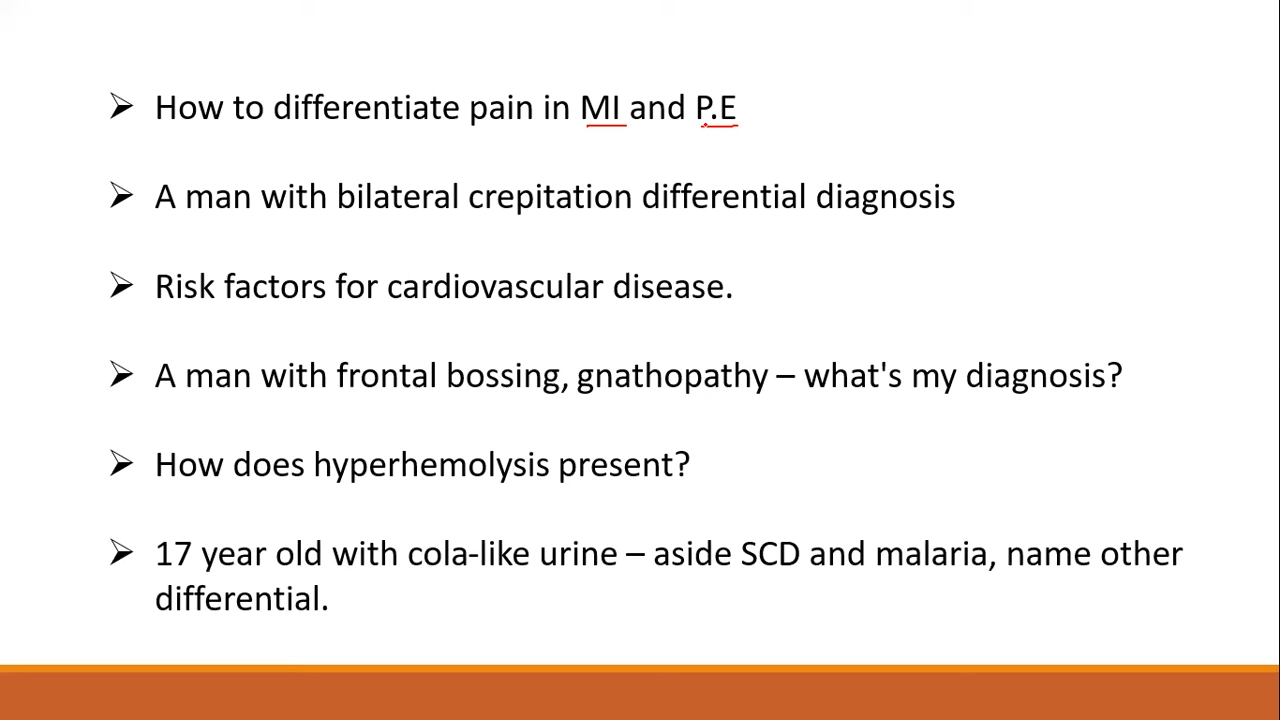 ➢ How to differentiate pain in MI and P.E
➢ A man with bilateral crepitation differential diagnosis
➢ Risk factors for cardiovascular disease.
➢ A man with frontal bossing, gnathopathy – what's my diagnosis?
➢ How does hyperhemolysis present?
➢ 17 year old with cola-like urine – aside SCD and malaria, name other
differential.